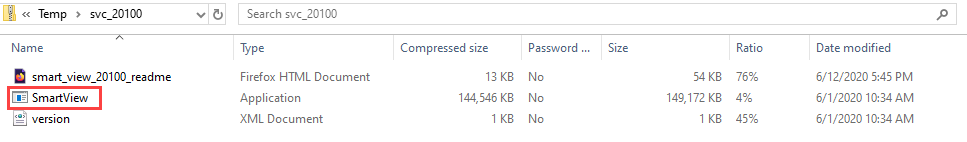 « Temp › svc_20100 Search svc_20100
Name Type Compressed size Password ... Size Ratio Date modified
smart_view_20100_readme Firefox HTML Document 13 KB No 54 KB 76% 6/12/2020 5:45 PM
SmartView Application 144,546 KB No 149,172 KB 4% 6/1/2020 10:34 AM
version XML Document 1 KB No 1 KB 45% 6/1/2020 10:34 AM